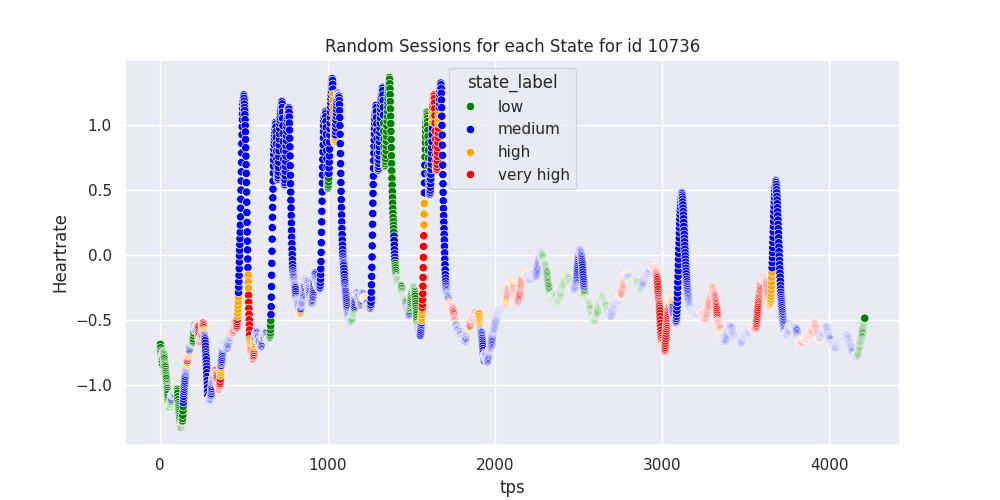 Random Sessions for each State for id 10736
state_label
low
medium
high
very high
Heartrate
1.0
0.5
0.0
−0.5
−1.0
0 1000 2000 3000 4000
tps